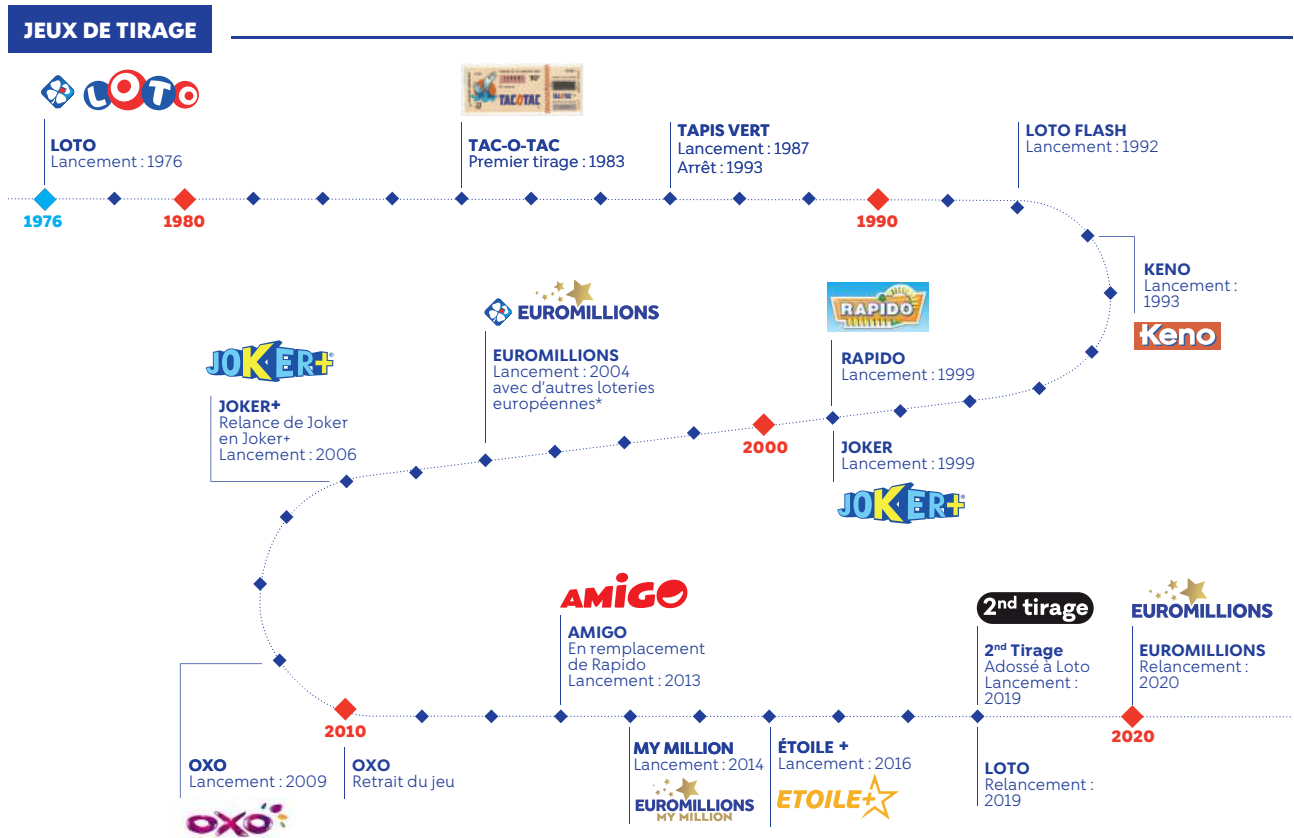 JEUX DE TIRAGE
LOTO
LOTO
Lancement : 1976
TAC O TAC
TAC-O-TAC
Premier tirage : 1983
TAPIS VERT
Lancement : 1987
Arrêt : 1993
LOTO FLASH
Lancement : 1992
1976
1980
1990
KENO
Lancement :
1993
Keno
RAPIDO
RAPIDO
Lancement : 1999
EUROMILLIONS
EUROMILLIONS
Lancement : 2004
avec d'autres loteries
européennes*
JOKER+
JOKER+
Relance de Joker
en Joker+
Lancement : 2006
2000
JOKER
Lancement : 1999
JOKER+
AMIGO
AMIGO
En remplacement
de Rapido
Lancement : 2013
2nd tirage
2nd Tirage
Adossé à Loto
Lancement :
2019
EUROMILLIONS
EUROMILLIONS
Relancement :
2020
2010
2020
OXO
Lancement : 2009
OXO
OXO
Retrait du jeu
MY MILLION
Lancement : 2014
EUROMILLIONS
MY MILLION
ÉTOILE +
Lancement : 2016
ETOILE+
LOTO
Relancement :
2019